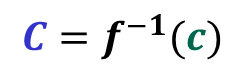 C = f⁻¹(c)